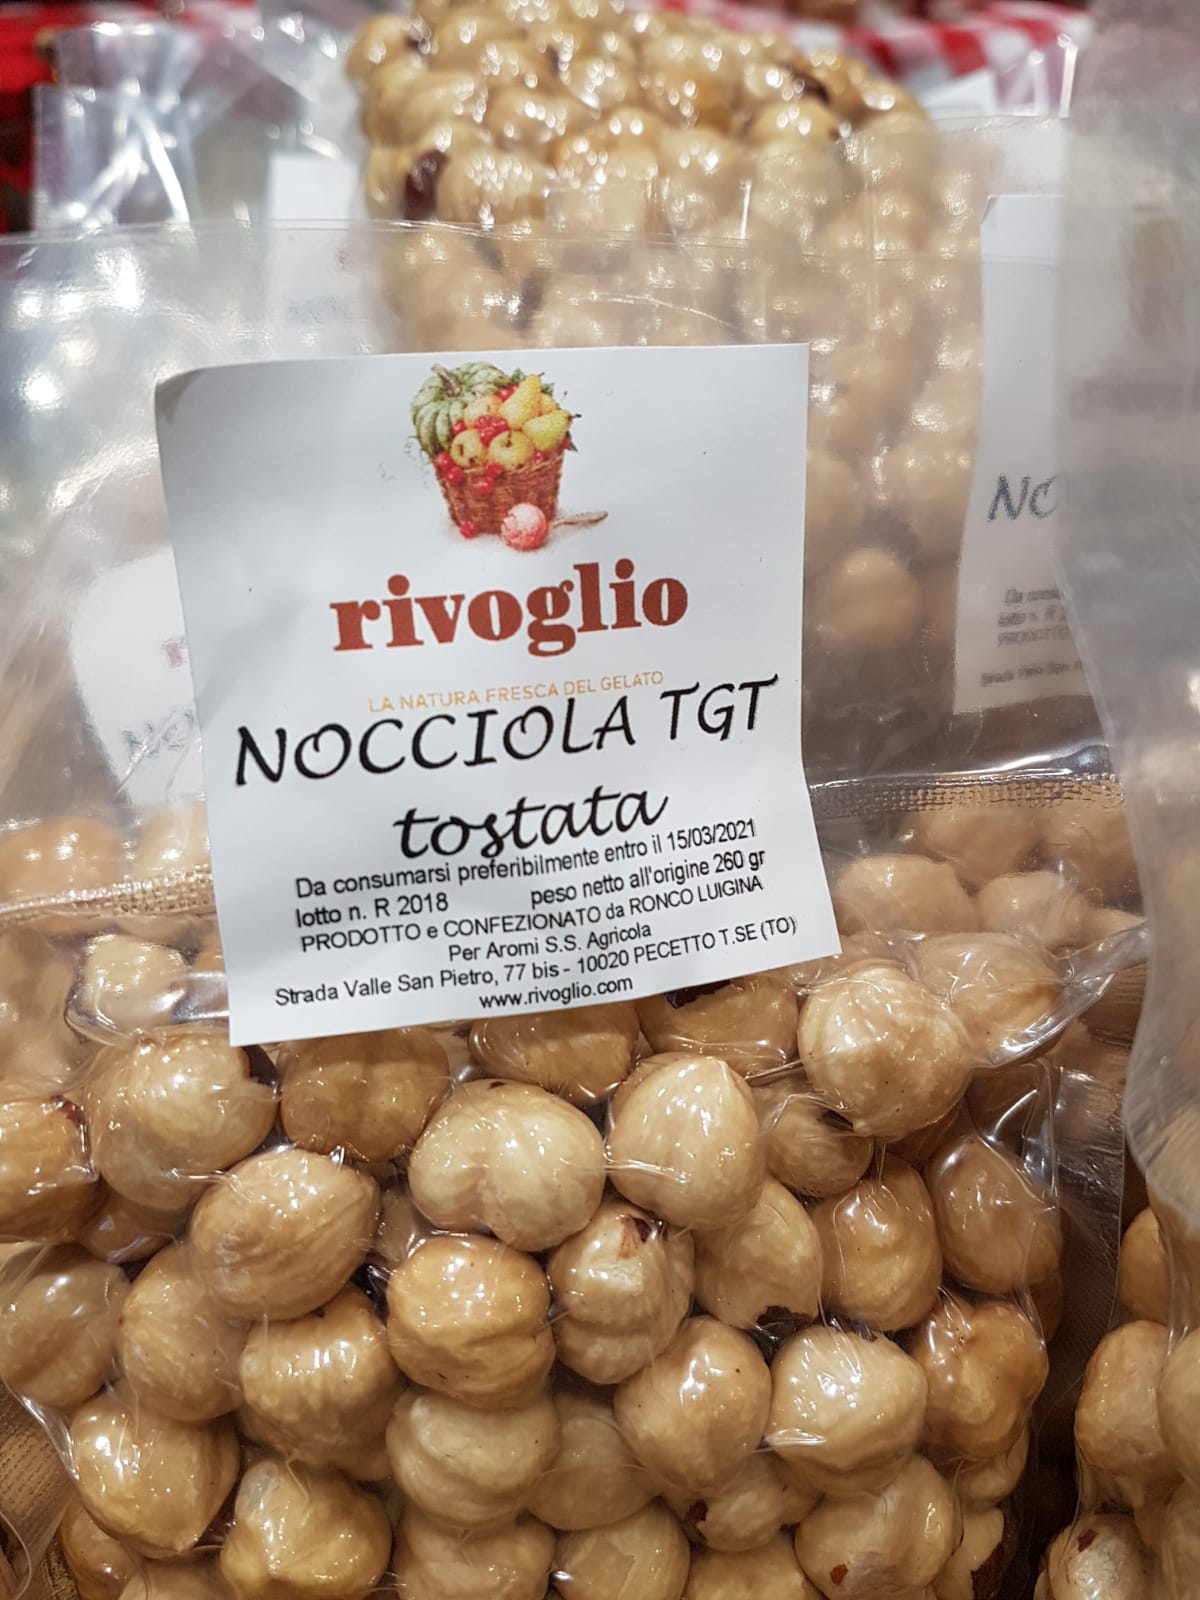 rivoglio
LA NATURA FRESCA DEL GELATO
NOCCIOLA TGT
tostata
Da consumarsi preferibilmente entro il 15/03/2021
lotto n. R 2018 peso netto all'origine 260 gr
PRODOTTO e CONFEZIONATO da RONCO LUIGINA
Per Aromi S.S. Agricola
Strada Valle San Pietro, 77 bis - 10020 PECETTO T.SE (TO)
www.rivoglio.com
NO